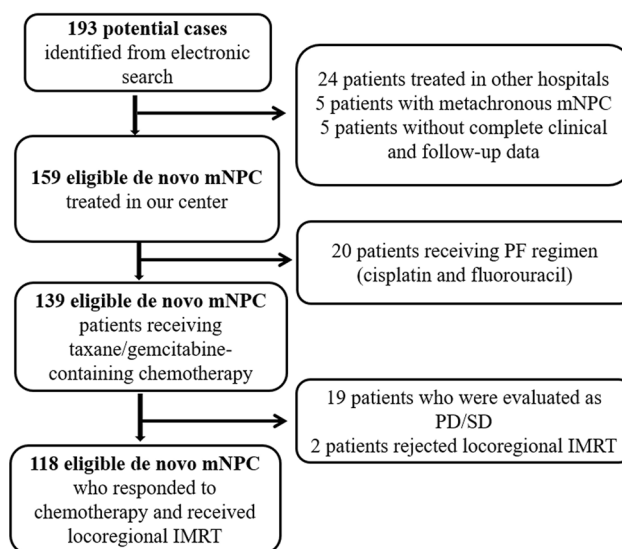 193 potential cases
identified from electronic
search
24 patients treated in other hospitals
5 patients with metachronous mNPC
5 patients without complete clinical
and follow-up data
159 eligible de novo mNPC
treated in our center
20 patients receiving PF regimen
(cisplatin and fluorouracil)
139 eligible de novo mNPC
patients receiving
taxane/gemcitabine-
containing chemotherapy
19 patients who were evaluated as
PD/SD
2 patients rejected locoregional IMRT
118 eligible de novo mNPC
who responded to
chemotherapy and received
locoregional IMRT